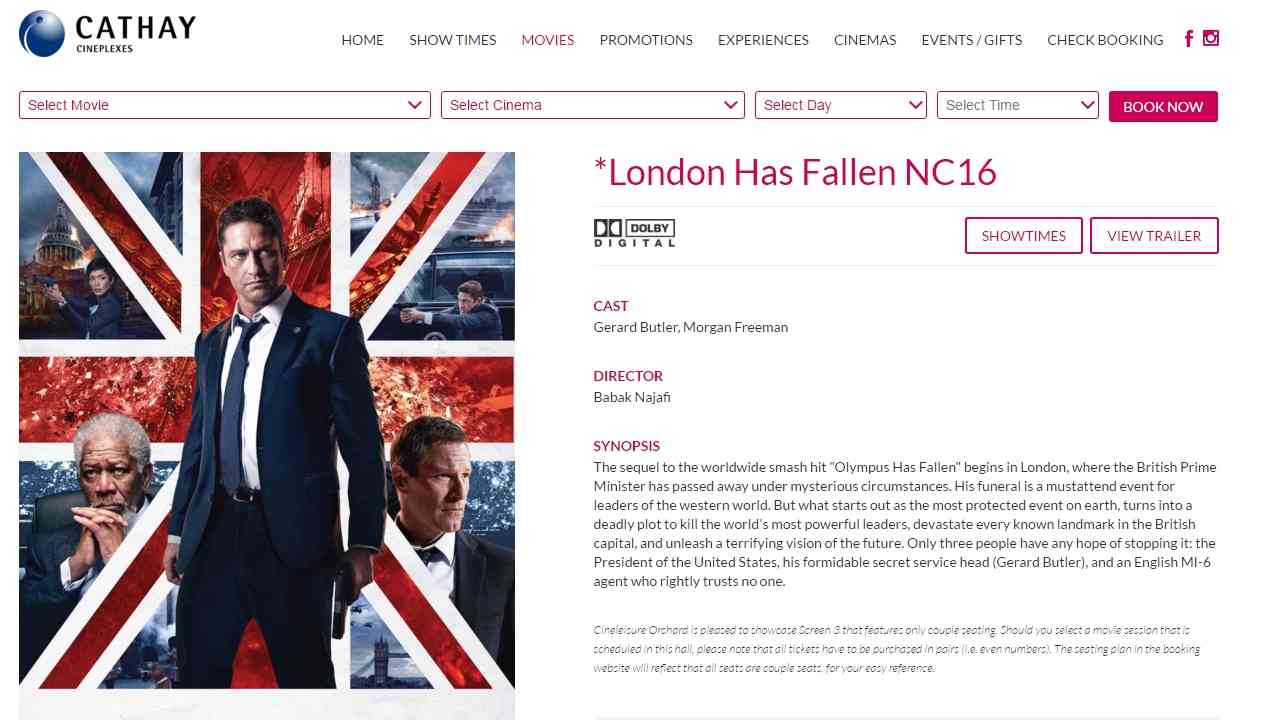 CATHAY
CINEPLEXES
HOME SHOW TIMES MOVIES PROMOTIONS EXPERIENCES CINEMAS EVENTS / GIFTS CHECK BOOKING
Select Movie Select Cinema Select Day Select Time BOOK NOW
*London Has Fallen NC16
DOLBY
DIGITAL
SHOWTIMES VIEW TRAILER
CAST
Gerard Butler, Morgan Freeman
DIRECTOR
Babak Najafi
SYNOPSIS
The sequel to the worldwide smash hit "Olympus Has Fallen" begins in London, where the British Prime
Minister has passed away under mysterious circumstances. His funeral is a mustattend event for
leaders of the western world. But what starts out as the most protected event on earth, turns into a
deadly plot to kill the world's most powerful leaders, devastate every known landmark in the British
capital, and unleash a terrifying vision of the future. Only three people have any hope of stopping it: the
President of the United States, his formidable secret service head (Gerard Butler), and an English MI-6
agent who rightly trusts no one.
Cineleisure Orchard is pleased to showcase Screen 3 that features only couple seating. Should you select a movie session that is
scheduled in this hall, please note that all tickets have to be purchased in pairs (i.e. even numbers). The seating plan in the booking
website will reflect that all seats are couple seats, for your easy reference.